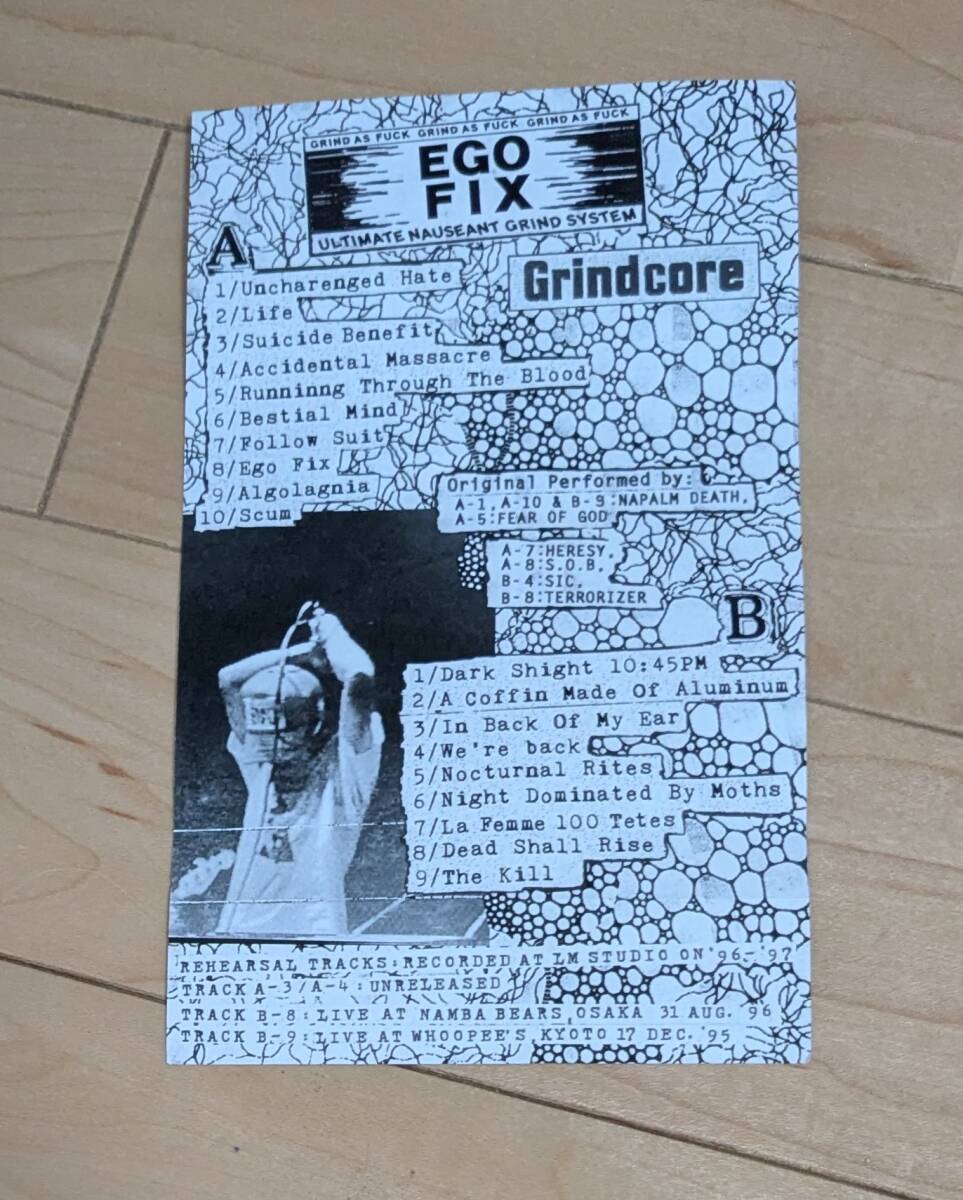 GRIND AS FUCK GRIND AS FUCK GRIND AS FUCK
EGO
FIX
ULTIMATE NAUSEANT GRIND SYSTEM
Grindcore
A
1/Uncharenged Hate
2/Life
3/Suicide Benefit
4/Accidental Massacre
5/Runninng Through The Blood
6/Bestial Mind
7/Follow Suit
8/Ego Fix
9/Algolagnia
10/Scum
Original Performed by:
A-1, A-10 & B-9:NAPALM DEATH,
A-5:FEAR OF GOD
A-7:HERESY,
A-8:S.O.B,
B-4:SIC,
B-8:TERRORIZER
B
1/Dark Shight 10:45PM
2/A Coffin Made Of Aluminum
3/In Back Of My Ear
4/We're back
5/Nocturnal Rites
6/Night Dominated By Moths
7/La Femme 100 Tetes
8/Dead Shall Rise
9/The Kill
REHEARSAL TRACKS:RECORDED AT LM STUDIO ON '96-'97
TRACK A-3/A-4:UNRELEASED
TRACK B-8:LIVE AT NAMBA BEARS, OSAKA 31 AUG. '96
TRACK B-9:LIVE AT WHOOPEE'S, KYOTO 17 DEC. '95